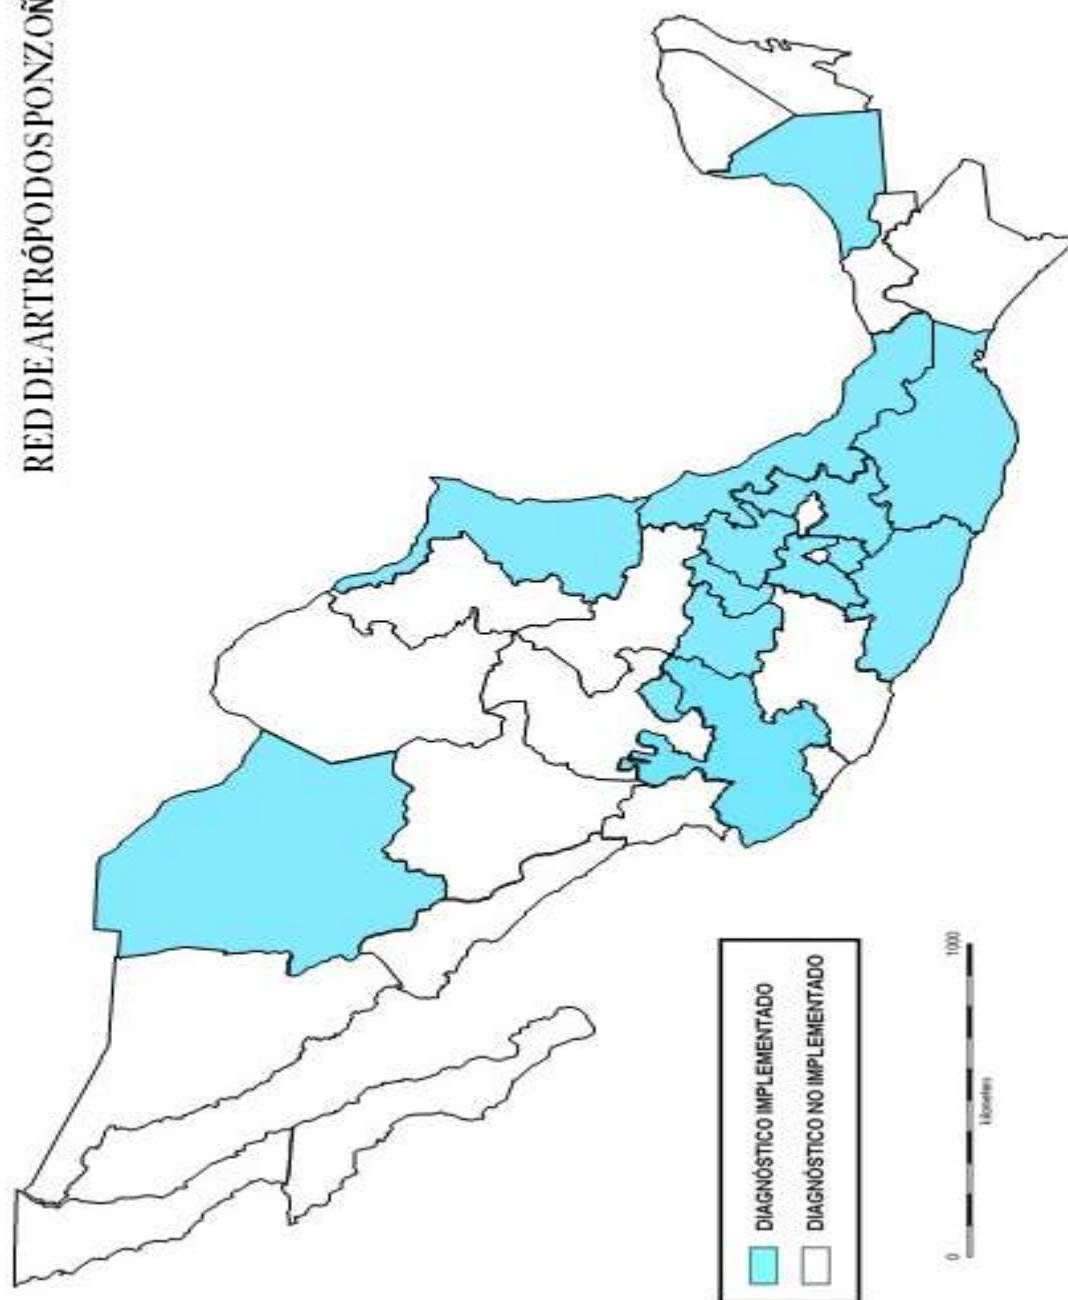 RED DE ARTRóPODOS PONZOÑ
DIAGNÓSTICO IMPLEMENTADO
DIAGNÓSTICO NO IMPLEMENTADO
0
1000